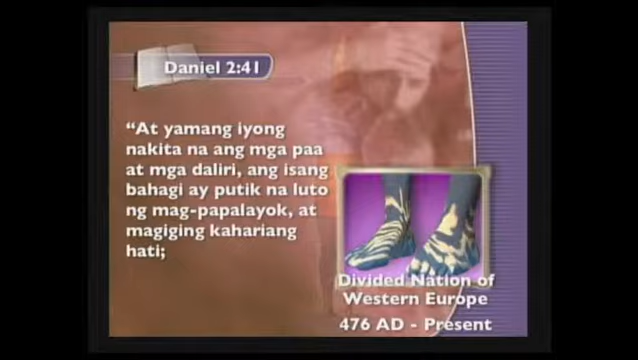 Daniel 2:41
“At yamang iyong
nakita na ang mga paa
at mga daliri, ang isang
bahagi ay putik na luto
ng mag-papalayok, at
magiging kahariang
hati;
Divided Nation of
Western Europe
476 AD - Present